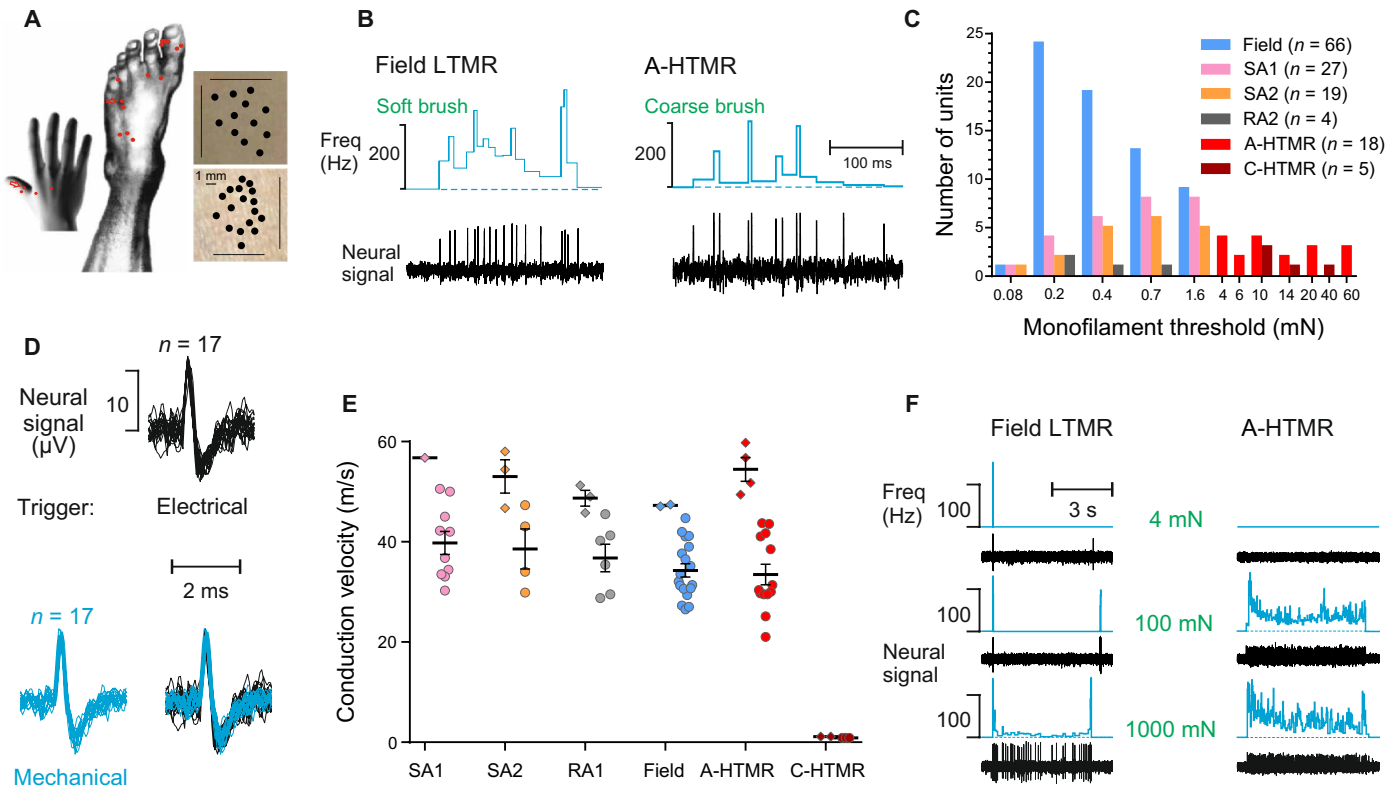 A
1 mm
B
Field LTMR
A-HTMR
Soft brush
Coarse brush
Freq
(Hz)
200
200
100 ms
Neural
signal
C
Number of units
25
20
15
10
5
0
Field (n = 66)
SA1 (n = 27)
SA2 (n = 19)
RA2 (n = 4)
A-HTMR (n = 18)
C-HTMR (n = 5)
0.08 0.2 0.4 0.7 1.6 4 6 10 14 20 40 60
Monofilament threshold (mN)
D
n = 17
Neural
signal
(µV)
10
Trigger: Electrical
2 ms
n = 17
Mechanical
E
Conduction velocity (m/s)
60
40
20
0
SA1 SA2 RA1 Field A-HTMR C-HTMR
F
Field LTMR
A-HTMR
Freq
(Hz)
100
3 s
4 mN
100
100 mN
Neural
signal
100
1000 mN